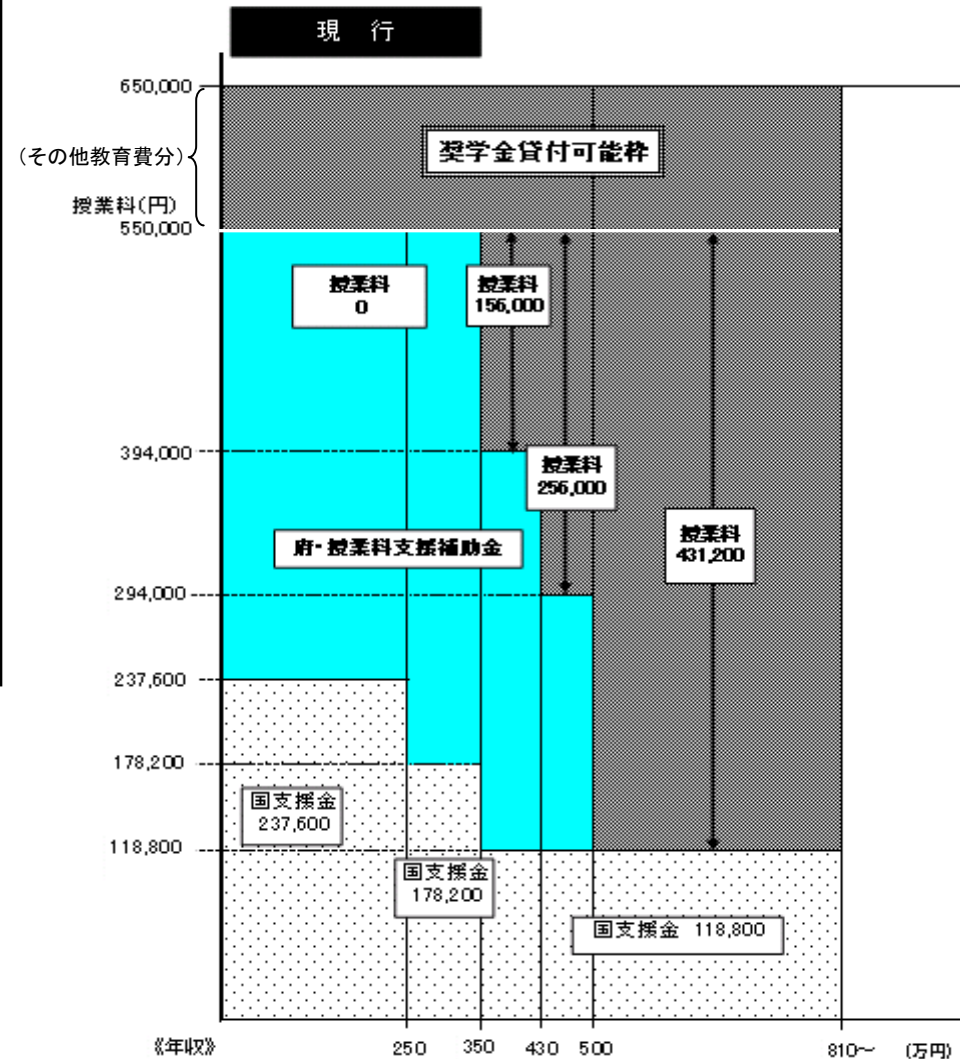 現 行
650,000
(その他教育費分)
奨学金貸付可能枠
授業料(円)
550,000
授業料
0
授業料
156,000
394,000
授業料
256,000
授業料
431,200
府・授業料支援補助金
294,000
237,600
178,200
国支援金
237,600
118,800
国支援金
178,200
国支援金 118,800
《年収》 250 350 430 500 810～ (万円)